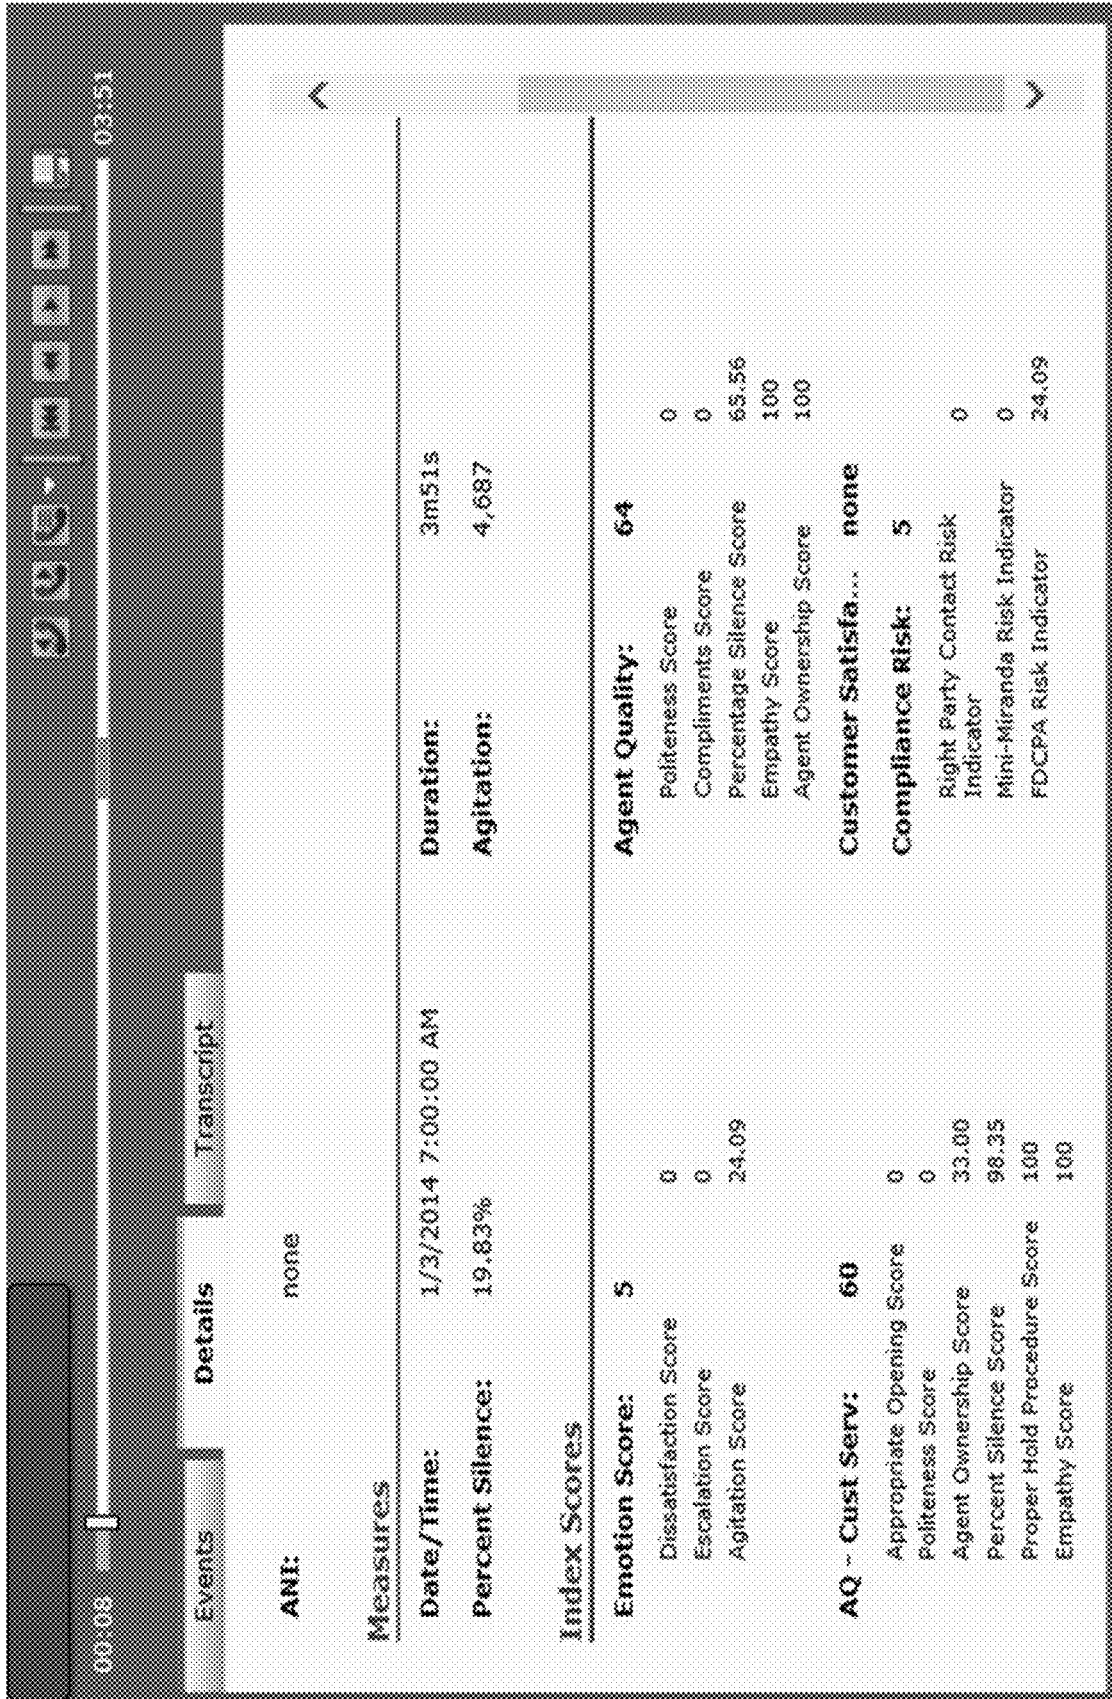 00:08
03:51
Events
Details
Transcript
ANI: none
Measures
Date/Time: 1/3/2014 7:00:00 AM Duration: 3m51s
Percent Silence: 19.83% Agitation: 4,687
Index Scores
Emotion Score: 5
Dissatisfaction Score 0
Escalation Score 0
Agitation Score 24.09
AQ - Cust Serv: 60
Appropriate Opening Score 0
Politeness Score 0
Agent Ownership Score 33.00
Percent Silence Score 98.35
Proper Hold Procedure Score 100
Empathy Score 100
Agent Quality: 64
Politeness Score 0
Compliments Score 0
Percentage Silence Score 65.56
Empathy Score 100
Agent Ownership Score 100
Customer Satisfa... none
Compliance Risk: 5
Right Party Contact Risk 0
Indicator
Mini-Miranda Risk Indicator 0
FDCPA Risk Indicator 24.09